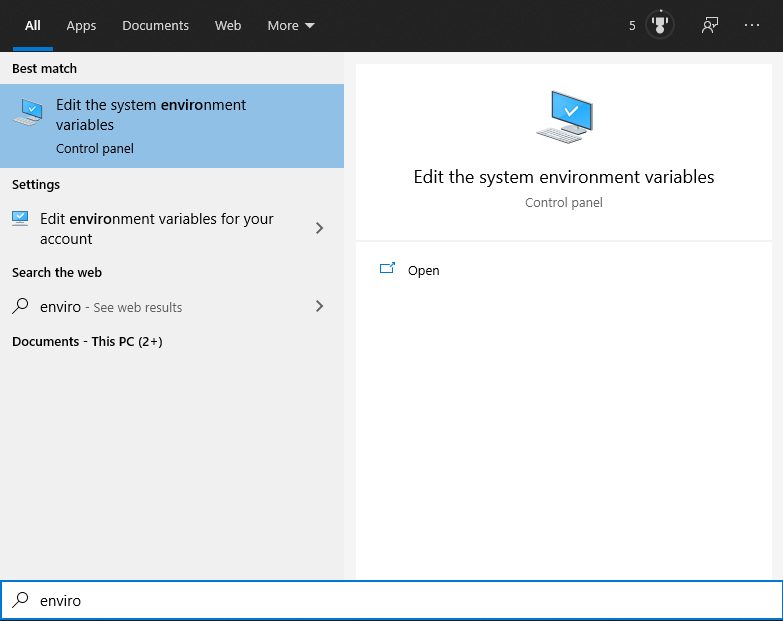 All Apps Documents Web More 5 ...
Best match
Edit the system environment
variables
Control panel
Settings
Edit environment variables for your
account
Search the web
enviro - See web results
Documents - This PC (2+)
Edit the system environment variables
Control panel
Open
enviro